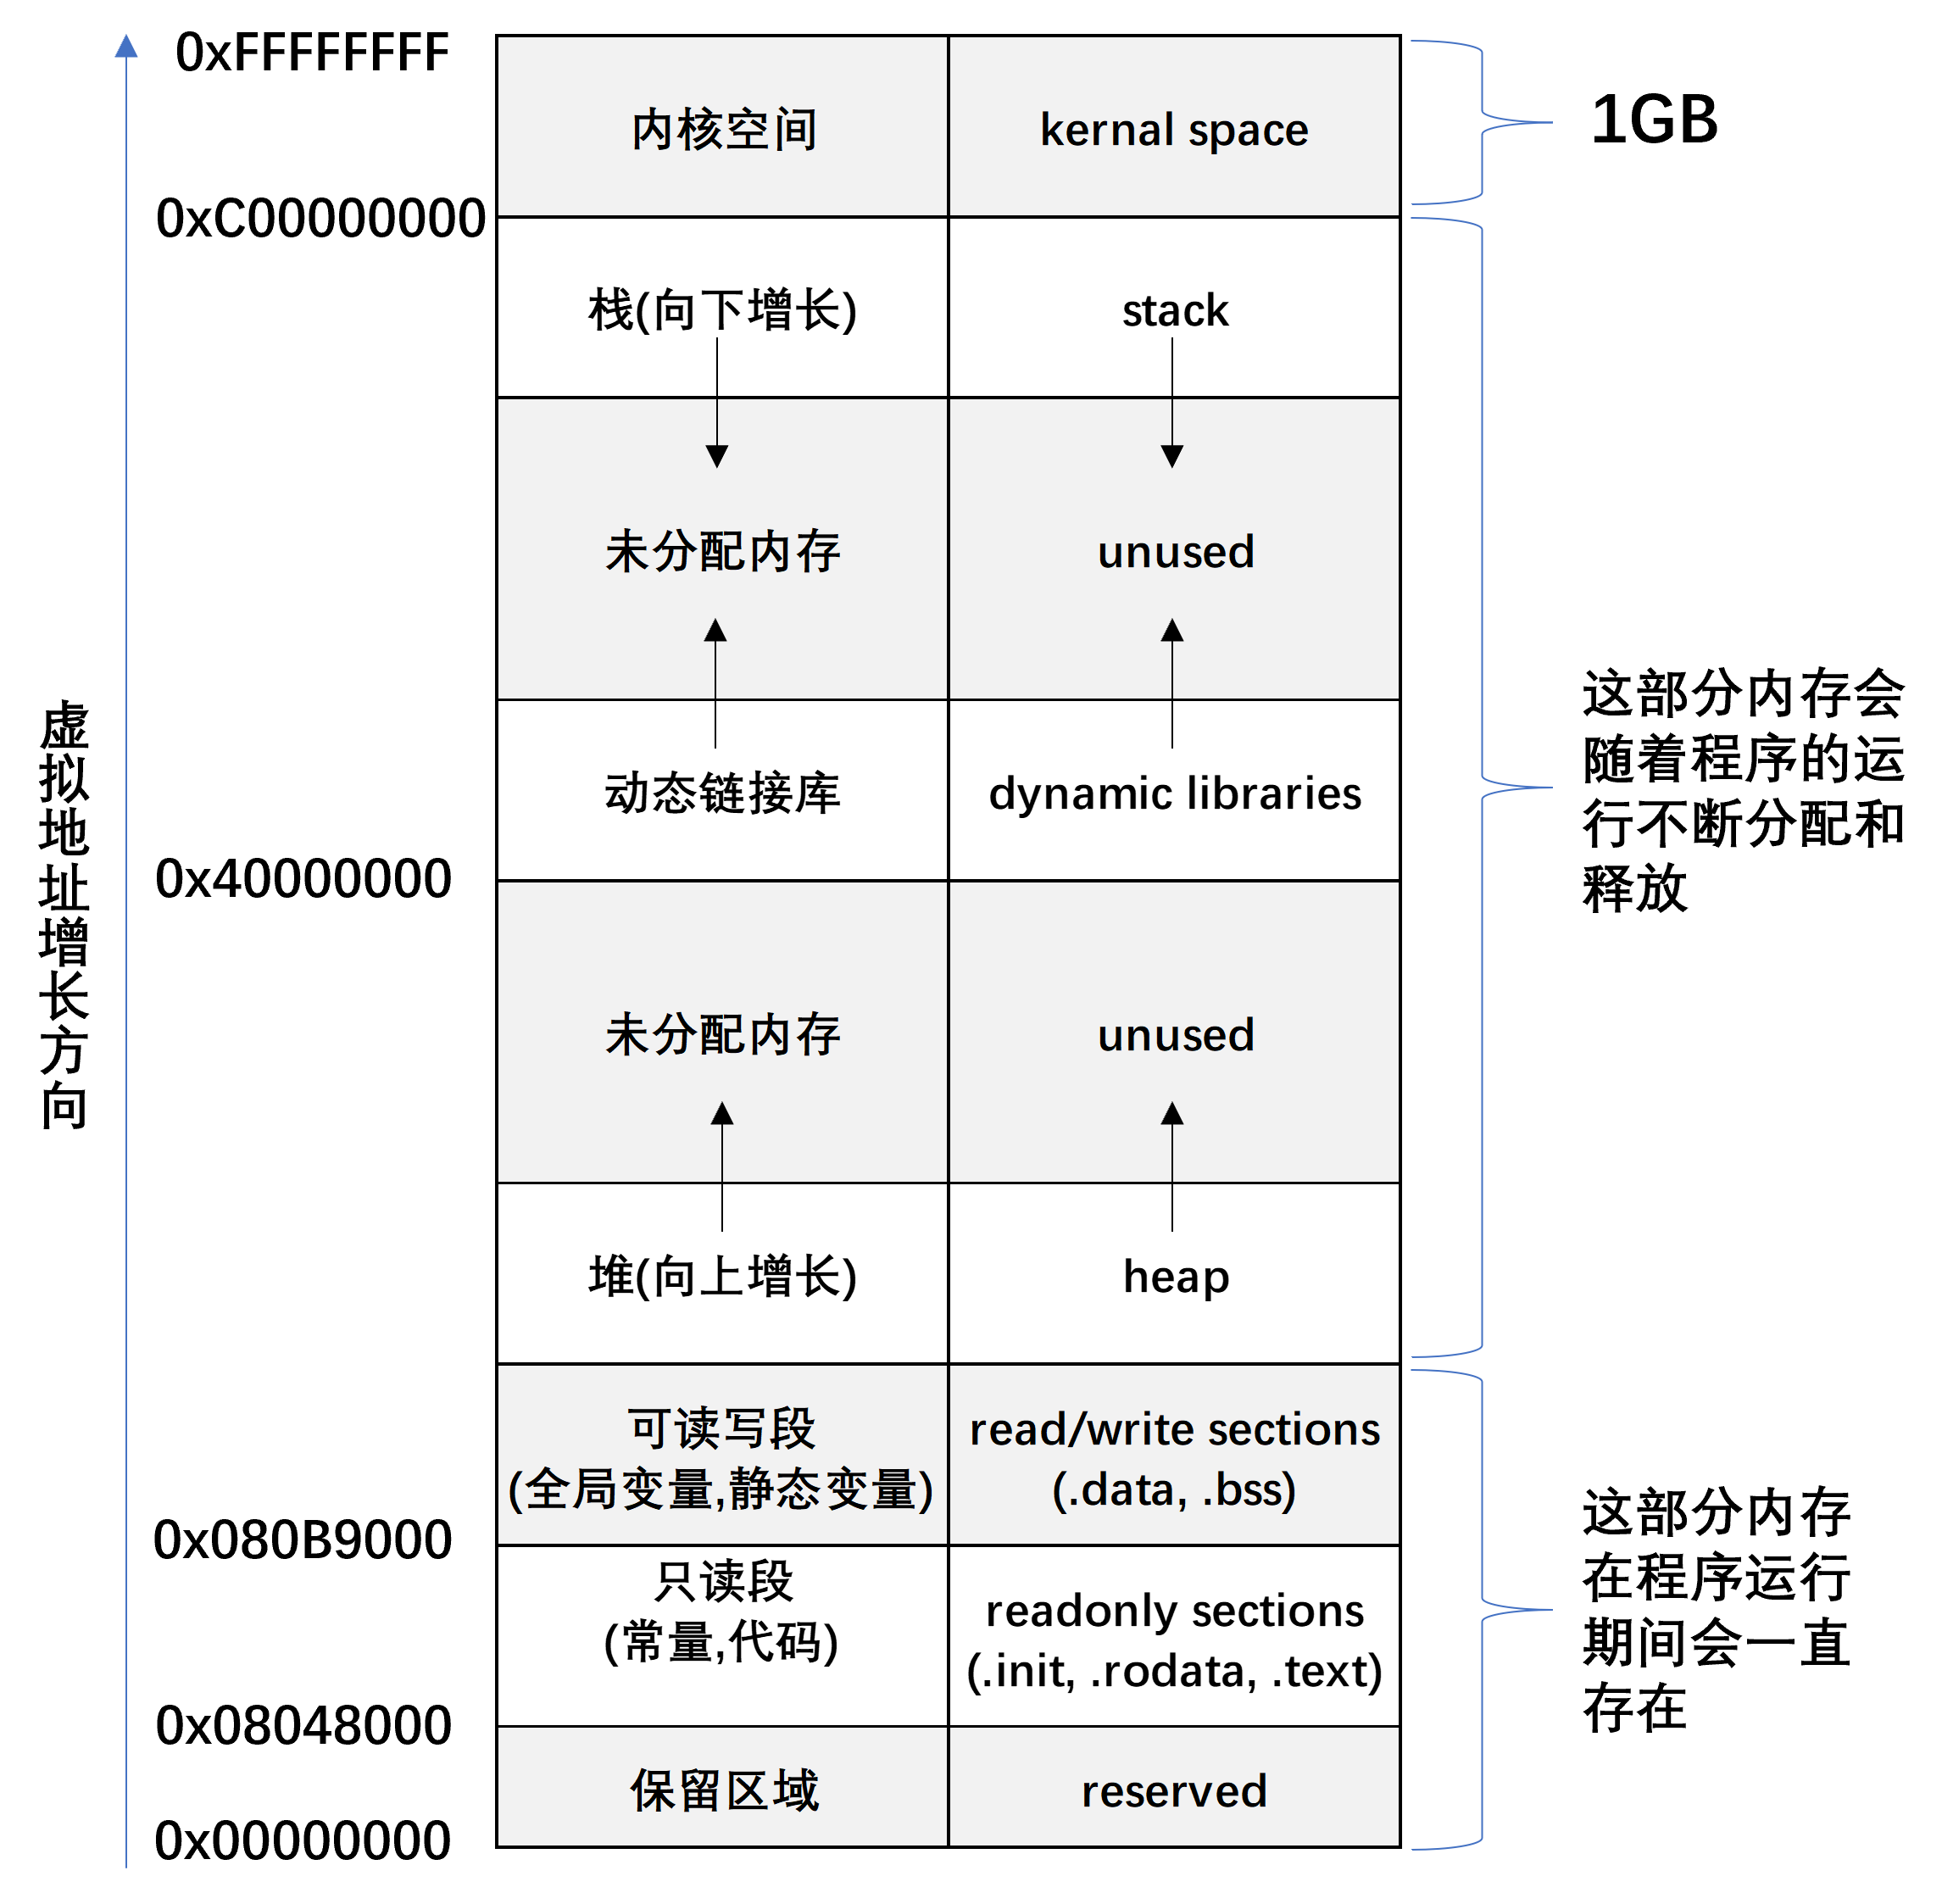 0xFFFFFFFF
内核空间
kernal space
1GB
0xC00000000
栈(向下增长)
stack
未分配内存
unused
动态链接库
dynamic libraries
0x40000000
未分配内存
unused
堆(向上增长)
heap
这部分内存会
随着程序的运
行不断分配和
释放
虚拟地址增长方向
可读写段
(全局变量,静态变量)
read/write sections
(.data, .bss)
0x080B9000
只读段
(常量,代码)
readonly sections
(.init, .rodata, .text)
0x08048000
保留区域
reserved
0x00000000
这部分内存
在程序运行
期间会一直
存在